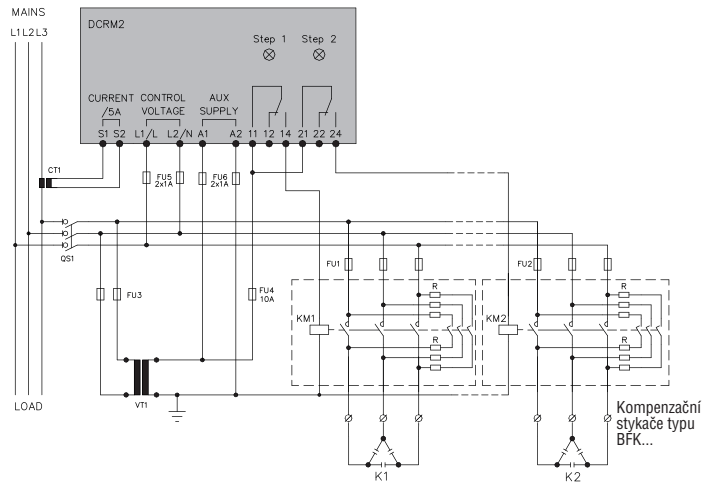 MAINS
L1 L2 L3
DCRM2
Step 1 Step 2
CURRENT CONTROL AUX
/5A VOLTAGE SUPPLY
S1 S2 L1/L L2/N A1 A2 11 12 14 21 22 24
CT1
FU5
2x1A
FU6
2x1A
QS1
FU1
FU2
FU3
FU4
10A
R
R
KM1
KM2
R
R
VT1
LOAD
Kompenzační
stykače typu
BFK...
K1
K2